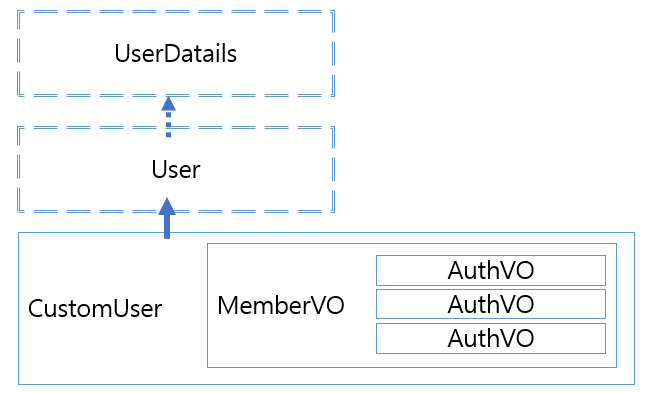 UserDatails
User
CustomUser
MemberVO
AuthVO
AuthVO
AuthVO